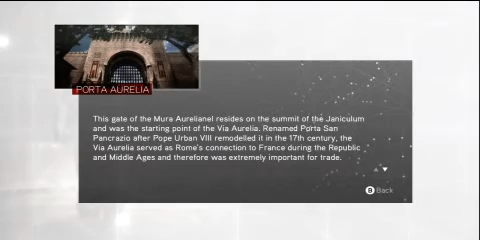 PORTA AURELIA
This gate of the Mura Aurelianel resides on the summit of the Janiculum
and was the starting point of the Via Aurelia. Renamed Porta San
Pancrazio after Pope Urban VIII remodelled it in the 17th century, the
Via Aurelia served as Rome's connection to France during the Republic
and Middle Ages and therefore was extremely important for trade.
B Back